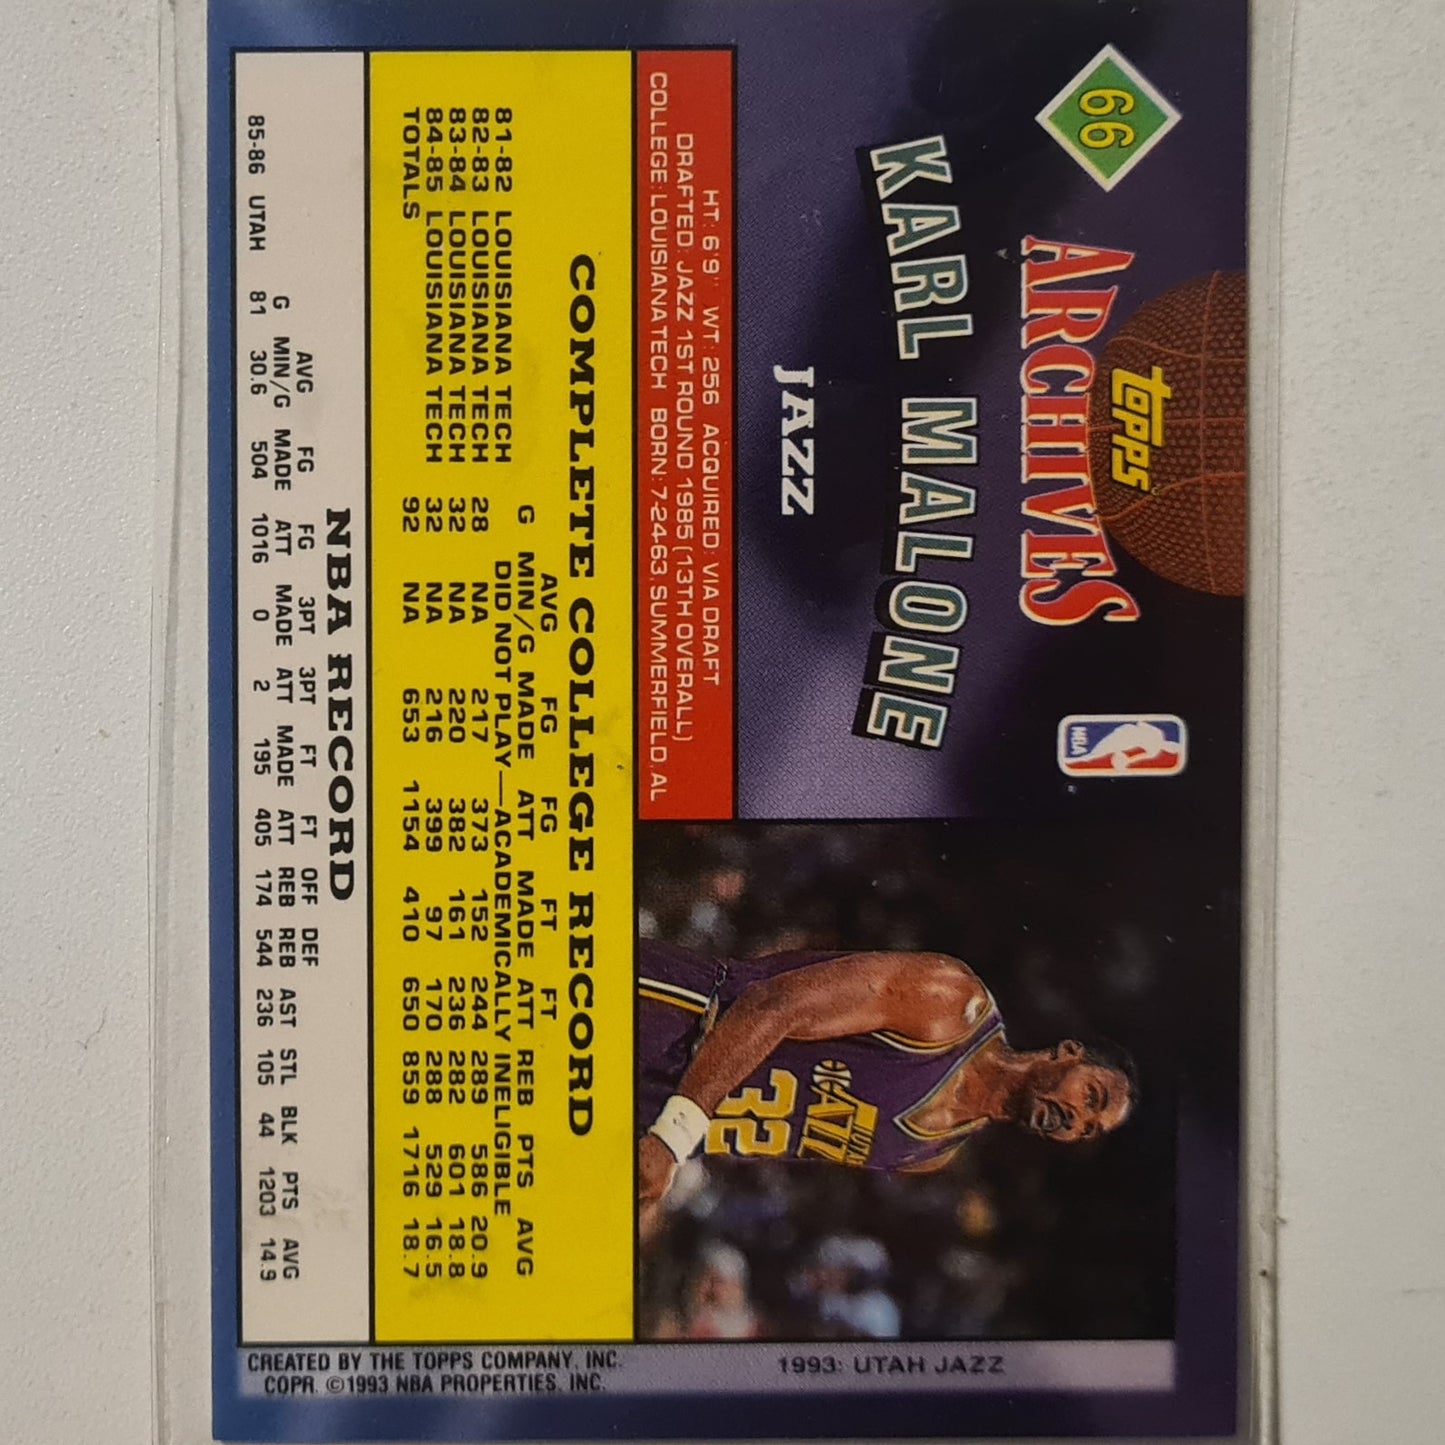 66
TOPPS
ARCHIVES
NBA
KARL MALONE
JAZZ
HT: 6'9" WT: 256 ACQUIRED: VIA DRAFT
DRAFTED: JAZZ 1ST ROUND 1985 (13TH OVERALL)
COLLEGE: LOUISIANA TECH BORN: 7-24-63, SUMMERFIELD, AL
UTAH
JAZZ
32
COMPLETE COLLEGE RECORD
AVG FG FG FT FT
G MIN/G MADE ATT MADE ATT REB PTS AVG
81-82 LOUISIANA TECH DID NOT PLAY—ACADEMICALLY INELIGIBLE
82-83 LOUISIANA TECH 28 NA 217 373 152 244 289 586 20.9
83-84 LOUISIANA TECH 32 NA 220 382 161 236 282 601 18.8
84-85 LOUISIANA TECH 32 NA 216 399 97 170 288 529 16.5
TOTALS 92 NA 653 1154 410 650 859 1716 18.7
NBA RECORD
AVG FG FG 3PT 3PT FT FT OFF DEF
G MIN/G MADE ATT MADE ATT MADE ATT REB REB AST STL BLK PTS AVG
85-86 UTAH 81 30.6 504 1016 0 2 195 405 174 544 236 105 44 1203 14.9
1993: UTAH JAZZ
CREATED BY THE TOPPS COMPANY, INC.
COPR. ©1993 NBA PROPERTIES, INC.